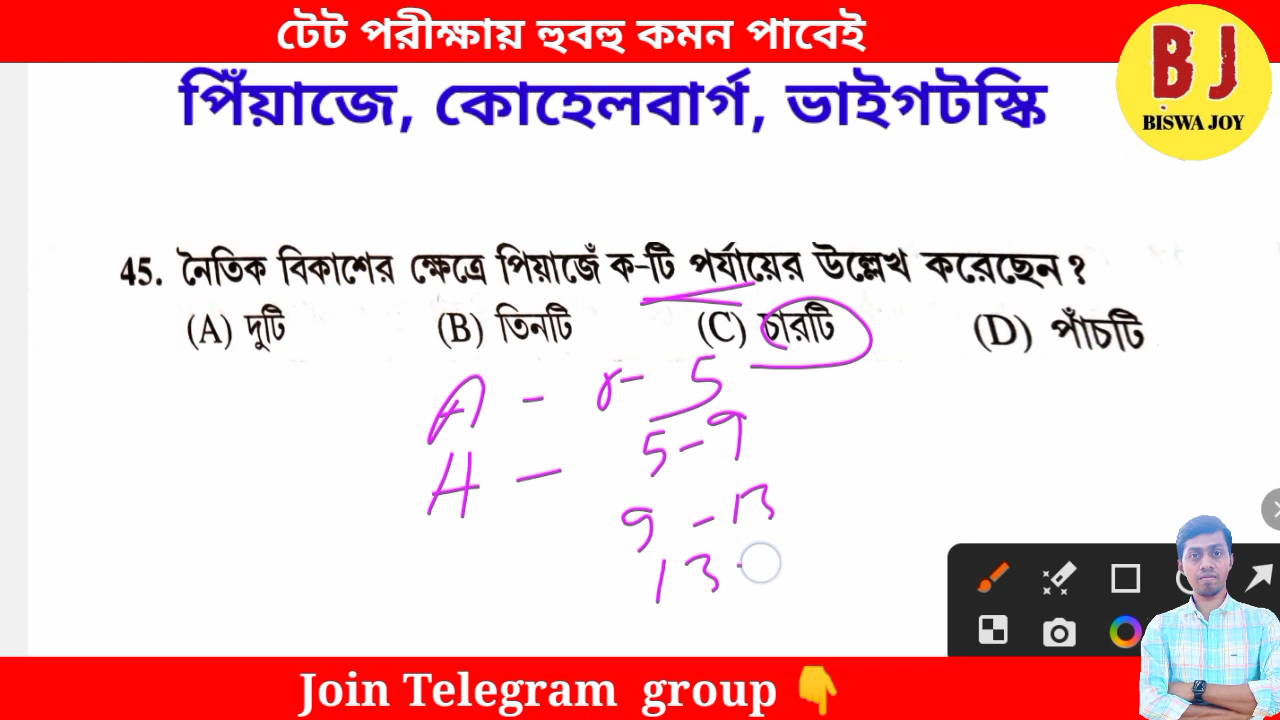 টেট পরীক্ষায় হুবহু কমন পাবেই
BJ
BISWA JOY
পিঁয়াজে, কোহেলবার্গ, ভাইগটস্কি
45. নৈতিক বিকাশের ক্ষেত্রে পিয়াজেঁ ক-টি পর্যায়ের উল্লেখ করেছেন ?
(A) দুটি (B) তিনটি (C) চারটি (D) পাঁচটি
A - 5
5-9
H -
9 - 13
13
Join Telegram group 👇